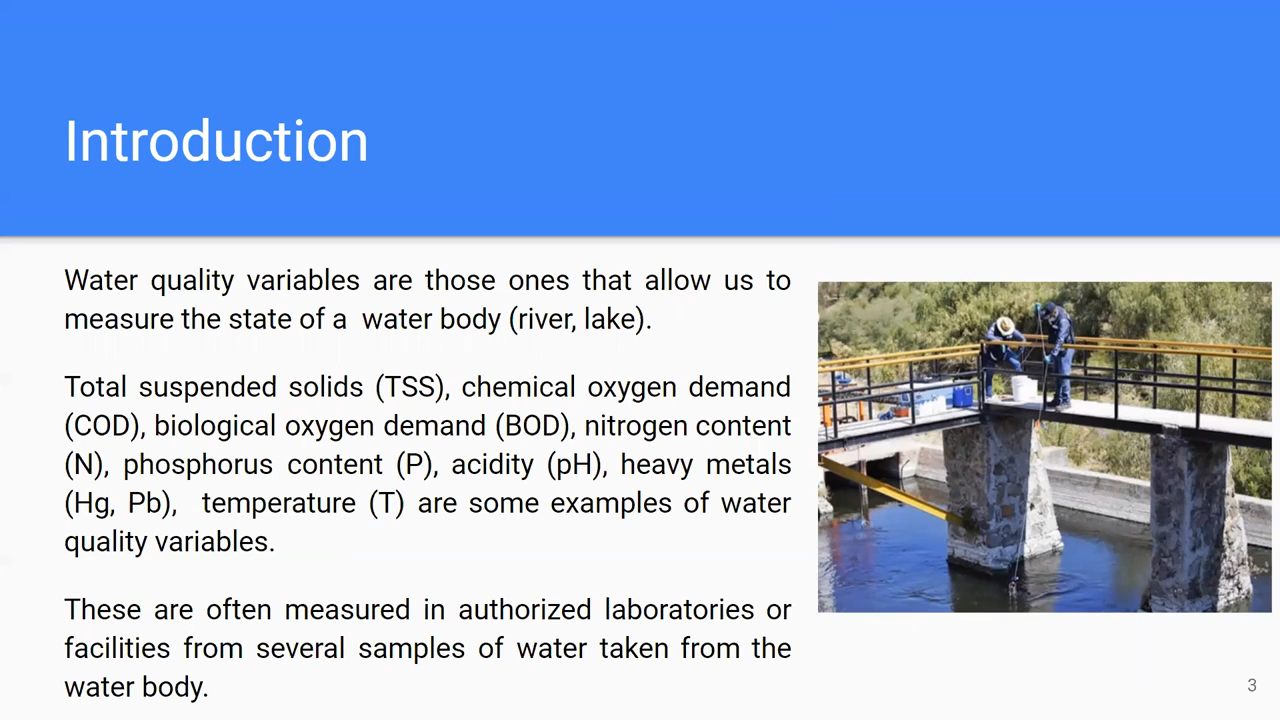 Introduction
Water quality variables are those ones that allow us to
measure the state of a  water body (river, lake).
Total suspended solids (TSS), chemical oxygen demand
(COD), biological oxygen demand (BOD), nitrogen content
(N), phosphorus content (P), acidity (pH), heavy metals
(Hg, Pb),  temperature (T) are some examples of water
quality variables.
These are often measured in authorized laboratories or
facilities from several samples of water taken from the
water body.
3